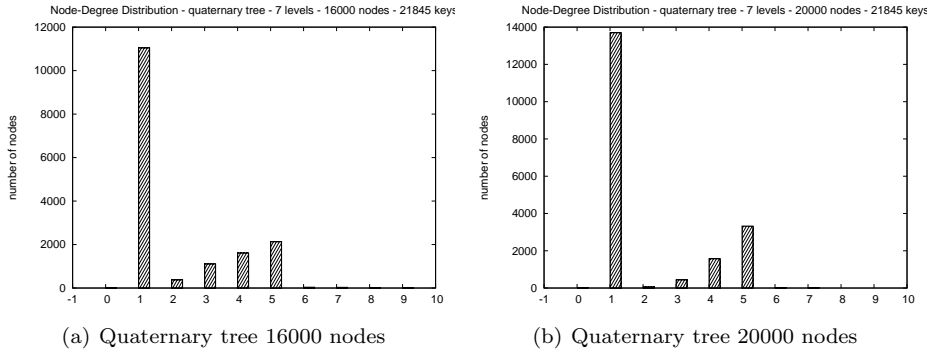 Node-Degree Distribution - quaternary tree - 7 levels - 16000 nodes - 21845 keys
12000
10000
8000
6000
4000
2000
0
number of nodes
-1 0 1 2 3 4 5 6 7 8 9 10
(a) Quaternary tree 16000 nodes
Node-Degree Distribution - quaternary tree - 7 levels - 20000 nodes - 21845 keys
14000
12000
10000
8000
6000
4000
2000
0
number of nodes
-1 0 1 2 3 4 5 6 7 8 9 10
(b) Quaternary tree 20000 nodes